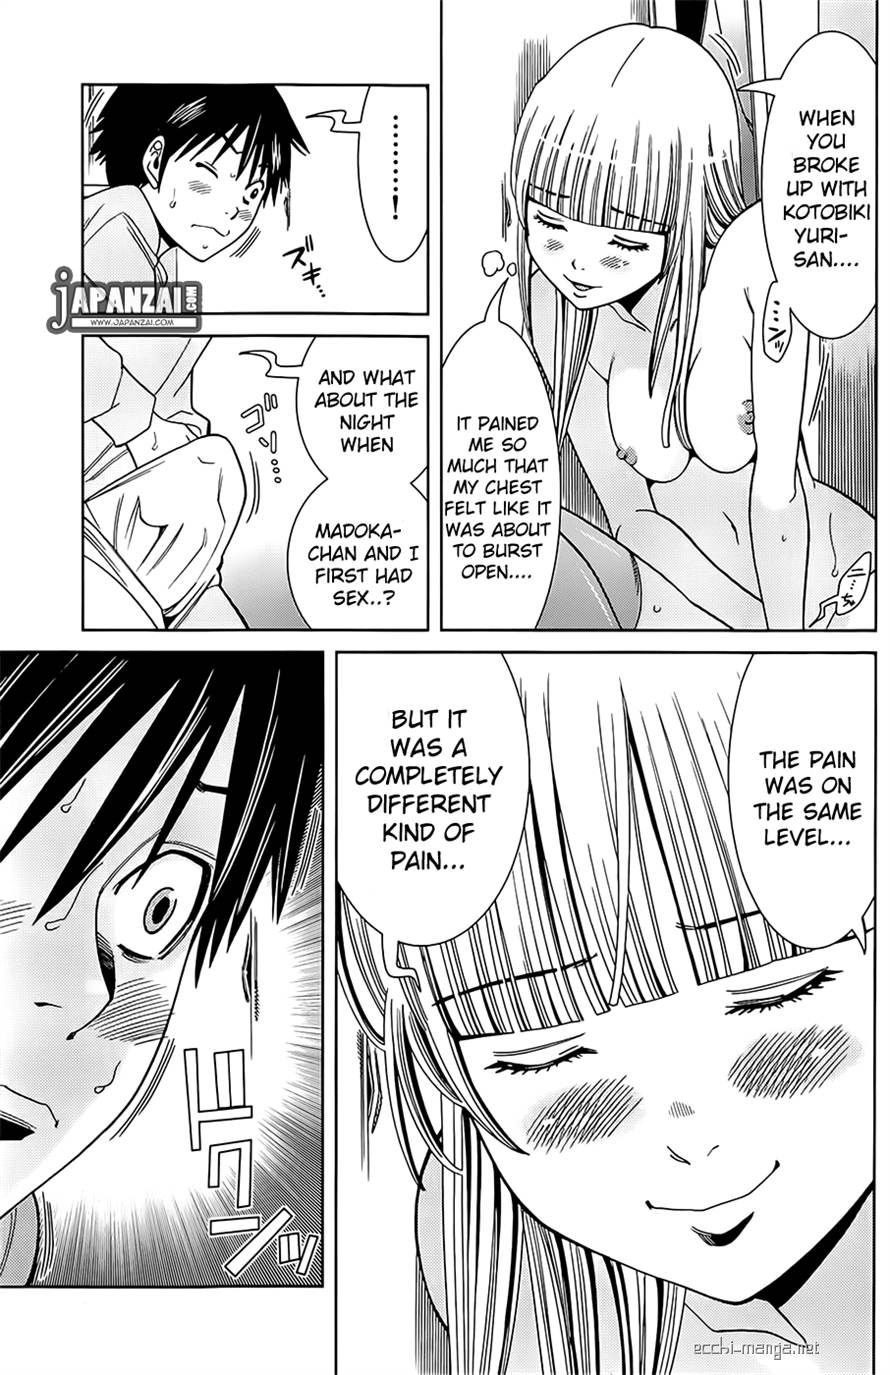 WHEN
YOU
BROKE
UP WITH
KOTOBIKI
YURI-
SAN....
IT PAINED
ME SO
MUCH THAT
MY CHEST
FELT LIKE IT
WAS ABOUT
TO BURST
OPEN....
.........!
ズキ...
JAPANZAI.COM
WWW.JAPANZAI.COM
AND WHAT
ABOUT THE
NIGHT
WHEN
MADOKA-
CHAN AND I
FIRST HAD
SEX..?
THE PAIN
WAS ON
THE SAME
LEVEL...
BUT IT
WAS A
COMPLETELY
DIFFERENT
KIND OF
PAIN...
ecchi-manga.net